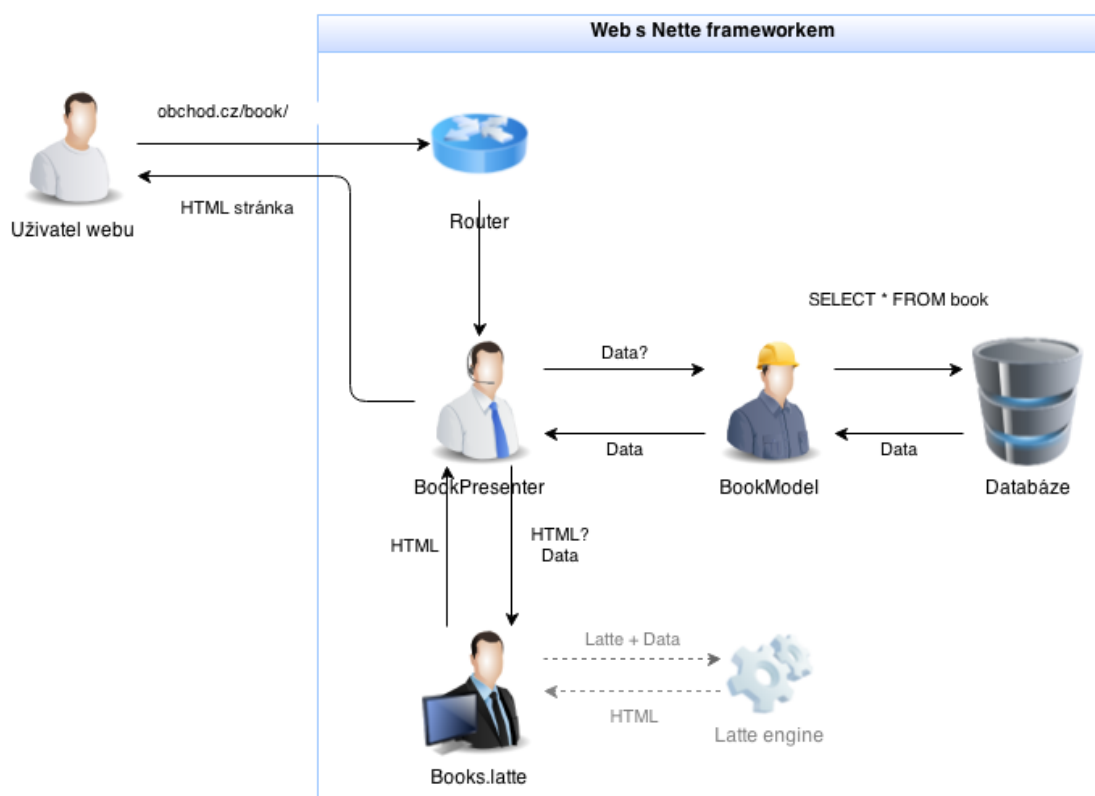 Web s Nette frameworkem
obchod.cz/book/
HTML stránka
Uživatel webu
Router
SELECT * FROM book
Data?
Data
Data
BookPresenter
BookModel
Databáze
HTML
HTML?
Data
Latte + Data
HTML
Latte engine
Books.latte